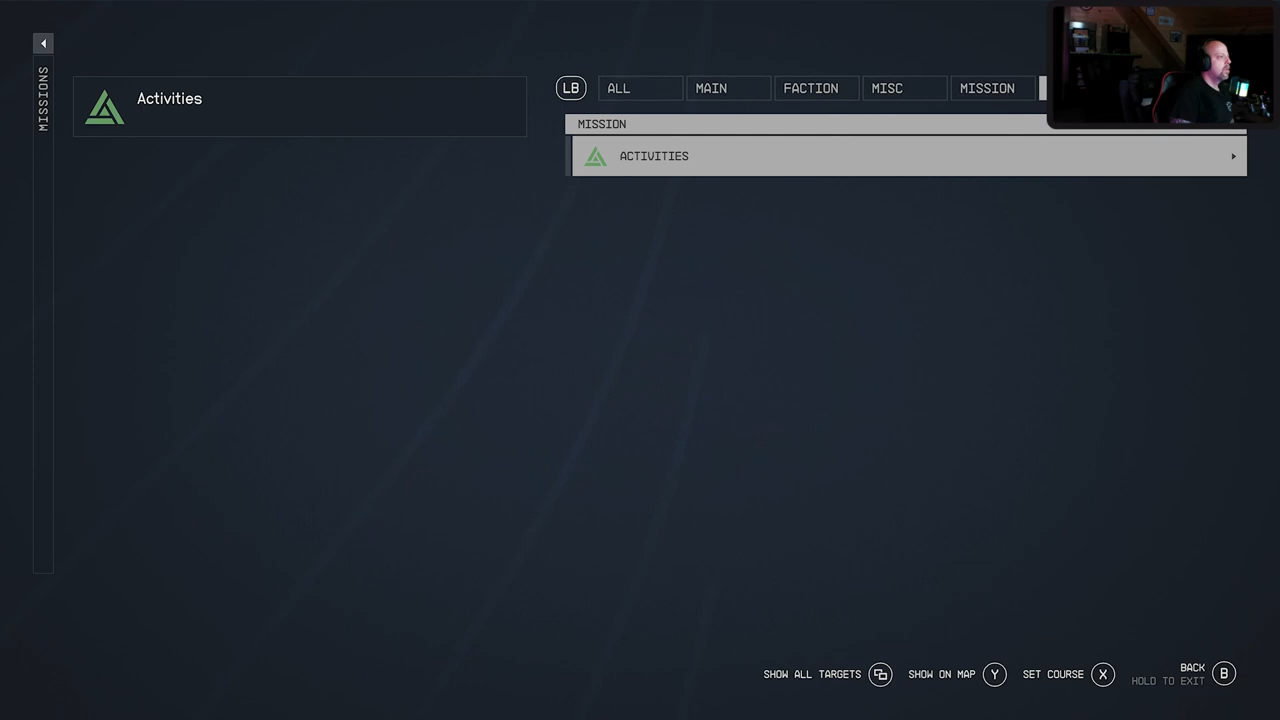 MISSIONS
Activities
LB ALL MAIN FACTION MISC MISSION
MISSION
ACTIVITIES
SHOW ALL TARGETS SHOW ON MAP Y SET COURSE X BACK B
HOLD TO EXIT